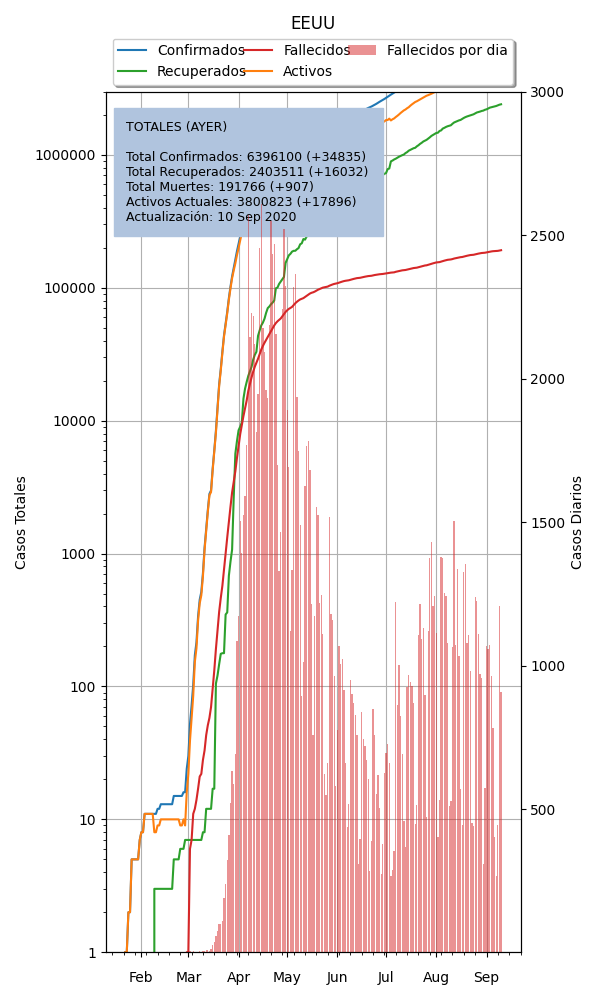 EEUU
Confirmados Fallecidos Fallecidos por dia
Recuperados Activos
TOTALES (AYER)
Total Confirmados: 6396100 (+34835)
Total Recuperados: 2403511 (+16032)
Total Muertes: 191766 (+907)
Activos Actuales: 3800823 (+17896)
Actualización: 10 Sep 2020
Casos Totales
1000000
100000
10000
1000
100
10
1
3000
2500
2000
1500
1000
500
Casos Diarios
Feb Mar Apr May Jun Jul Aug Sep